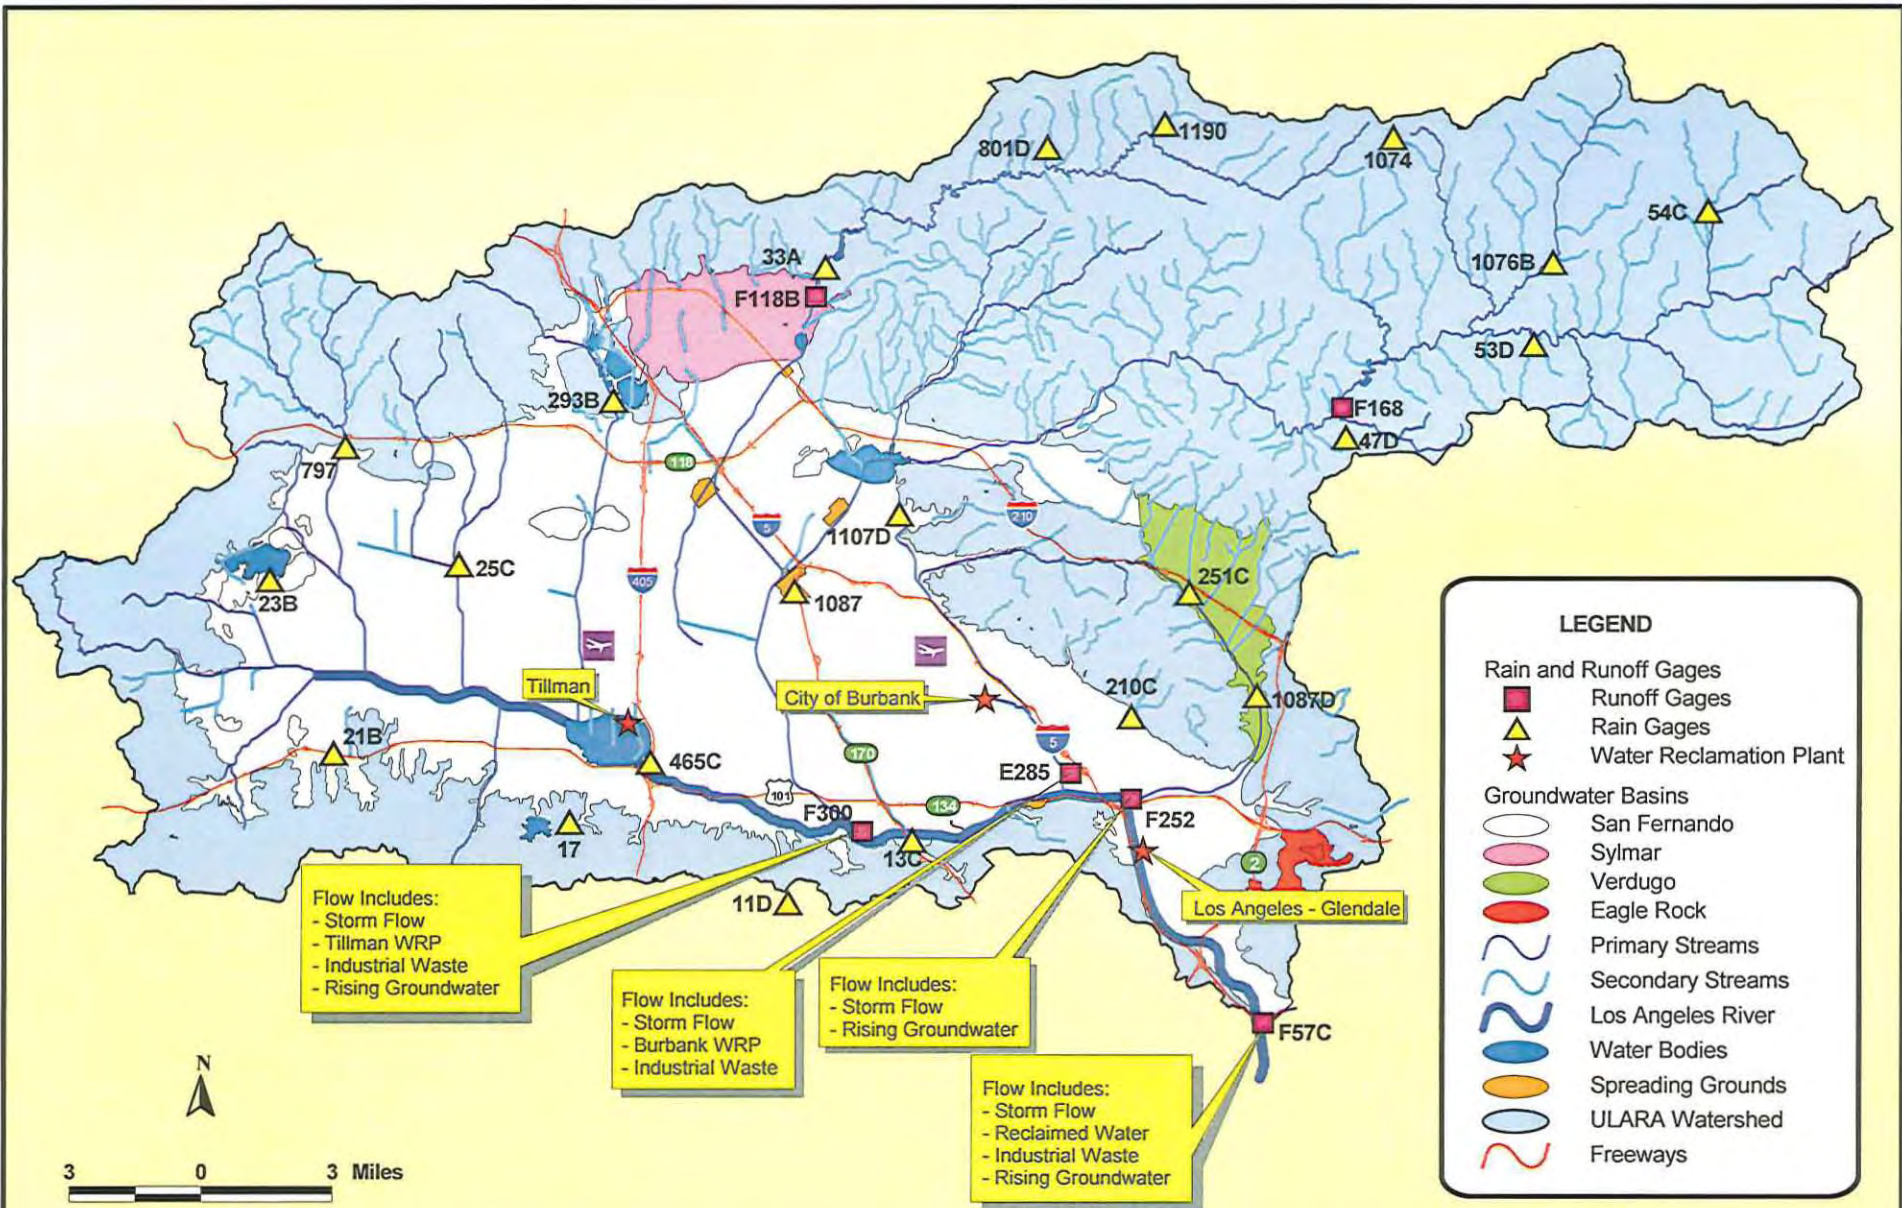 1190
801D
1074
54C
1076B
33A
F118B
53D
293B
F168
47D
797
118
5
210
1107D
25C
405
23B
1087
251C
Tillman
City of Burbank
210C
1087D
21B
465C
170
5
E285
101
134
F300
F252
17
13C
2
11D
Los Angeles - Glendale
F57C
Flow Includes:
- Storm Flow
- Tillman WRP
- Industrial Waste
- Rising Groundwater
Flow Includes:
- Storm Flow
- Burbank WRP
- Industrial Waste
Flow Includes:
- Storm Flow
- Rising Groundwater
Flow Includes:
- Storm Flow
- Reclaimed Water
- Industrial Waste
- Rising Groundwater
N
3 0 3 Miles
LEGEND
Rain and Runoff Gages
Runoff Gages
Rain Gages
Water Reclamation Plant
Groundwater Basins
San Fernando
Sylmar
Verdugo
Eagle Rock
Primary Streams
Secondary Streams
Los Angeles River
Water Bodies
Spreading Grounds
ULARA Watershed
Freeways